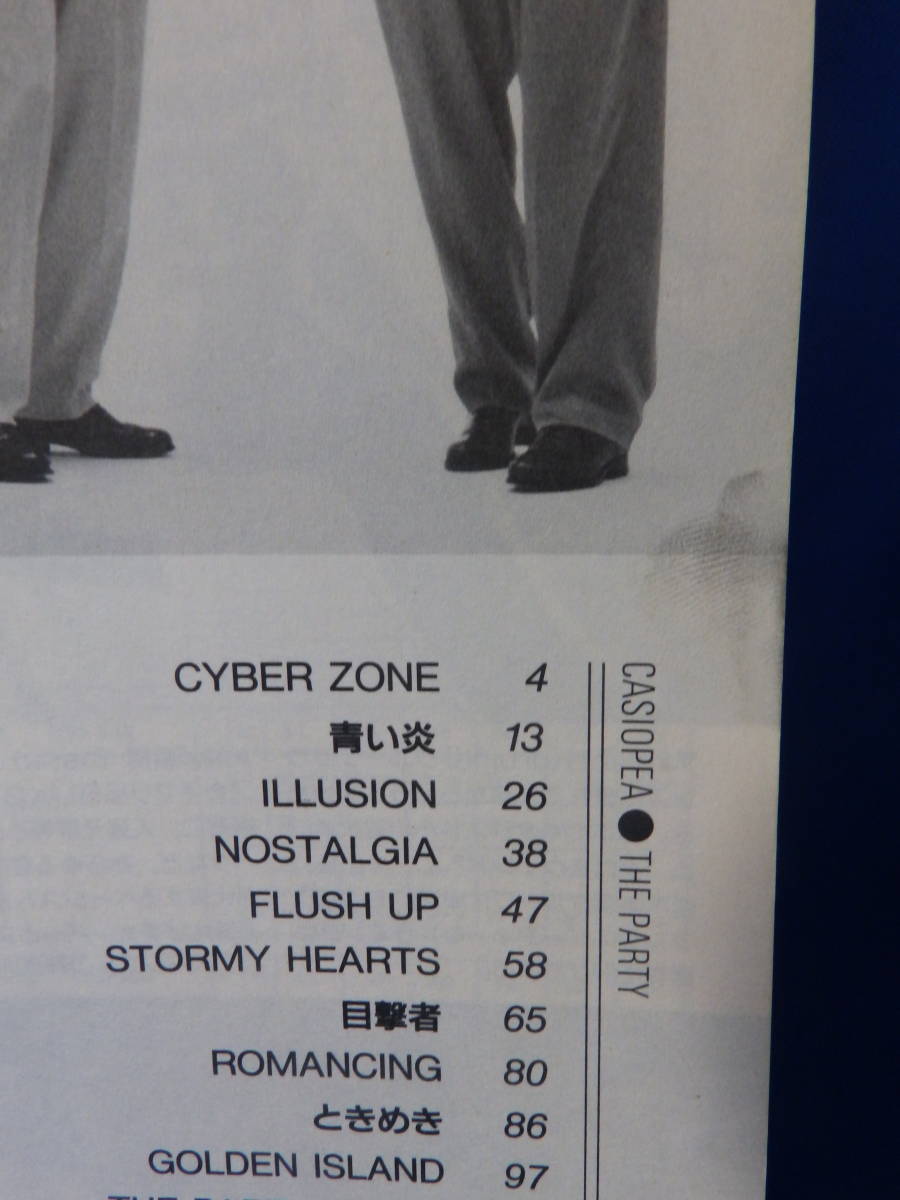 CYBER ZONE 4
青い炎 13
ILLUSION 26
NOSTALGIA 38
FLUSH UP 47
STORMY HEARTS 58
目撃者 65
ROMANCING 80
ときめき 86
GOLDEN ISLAND 97
CASIOPEA ● THE PARTY